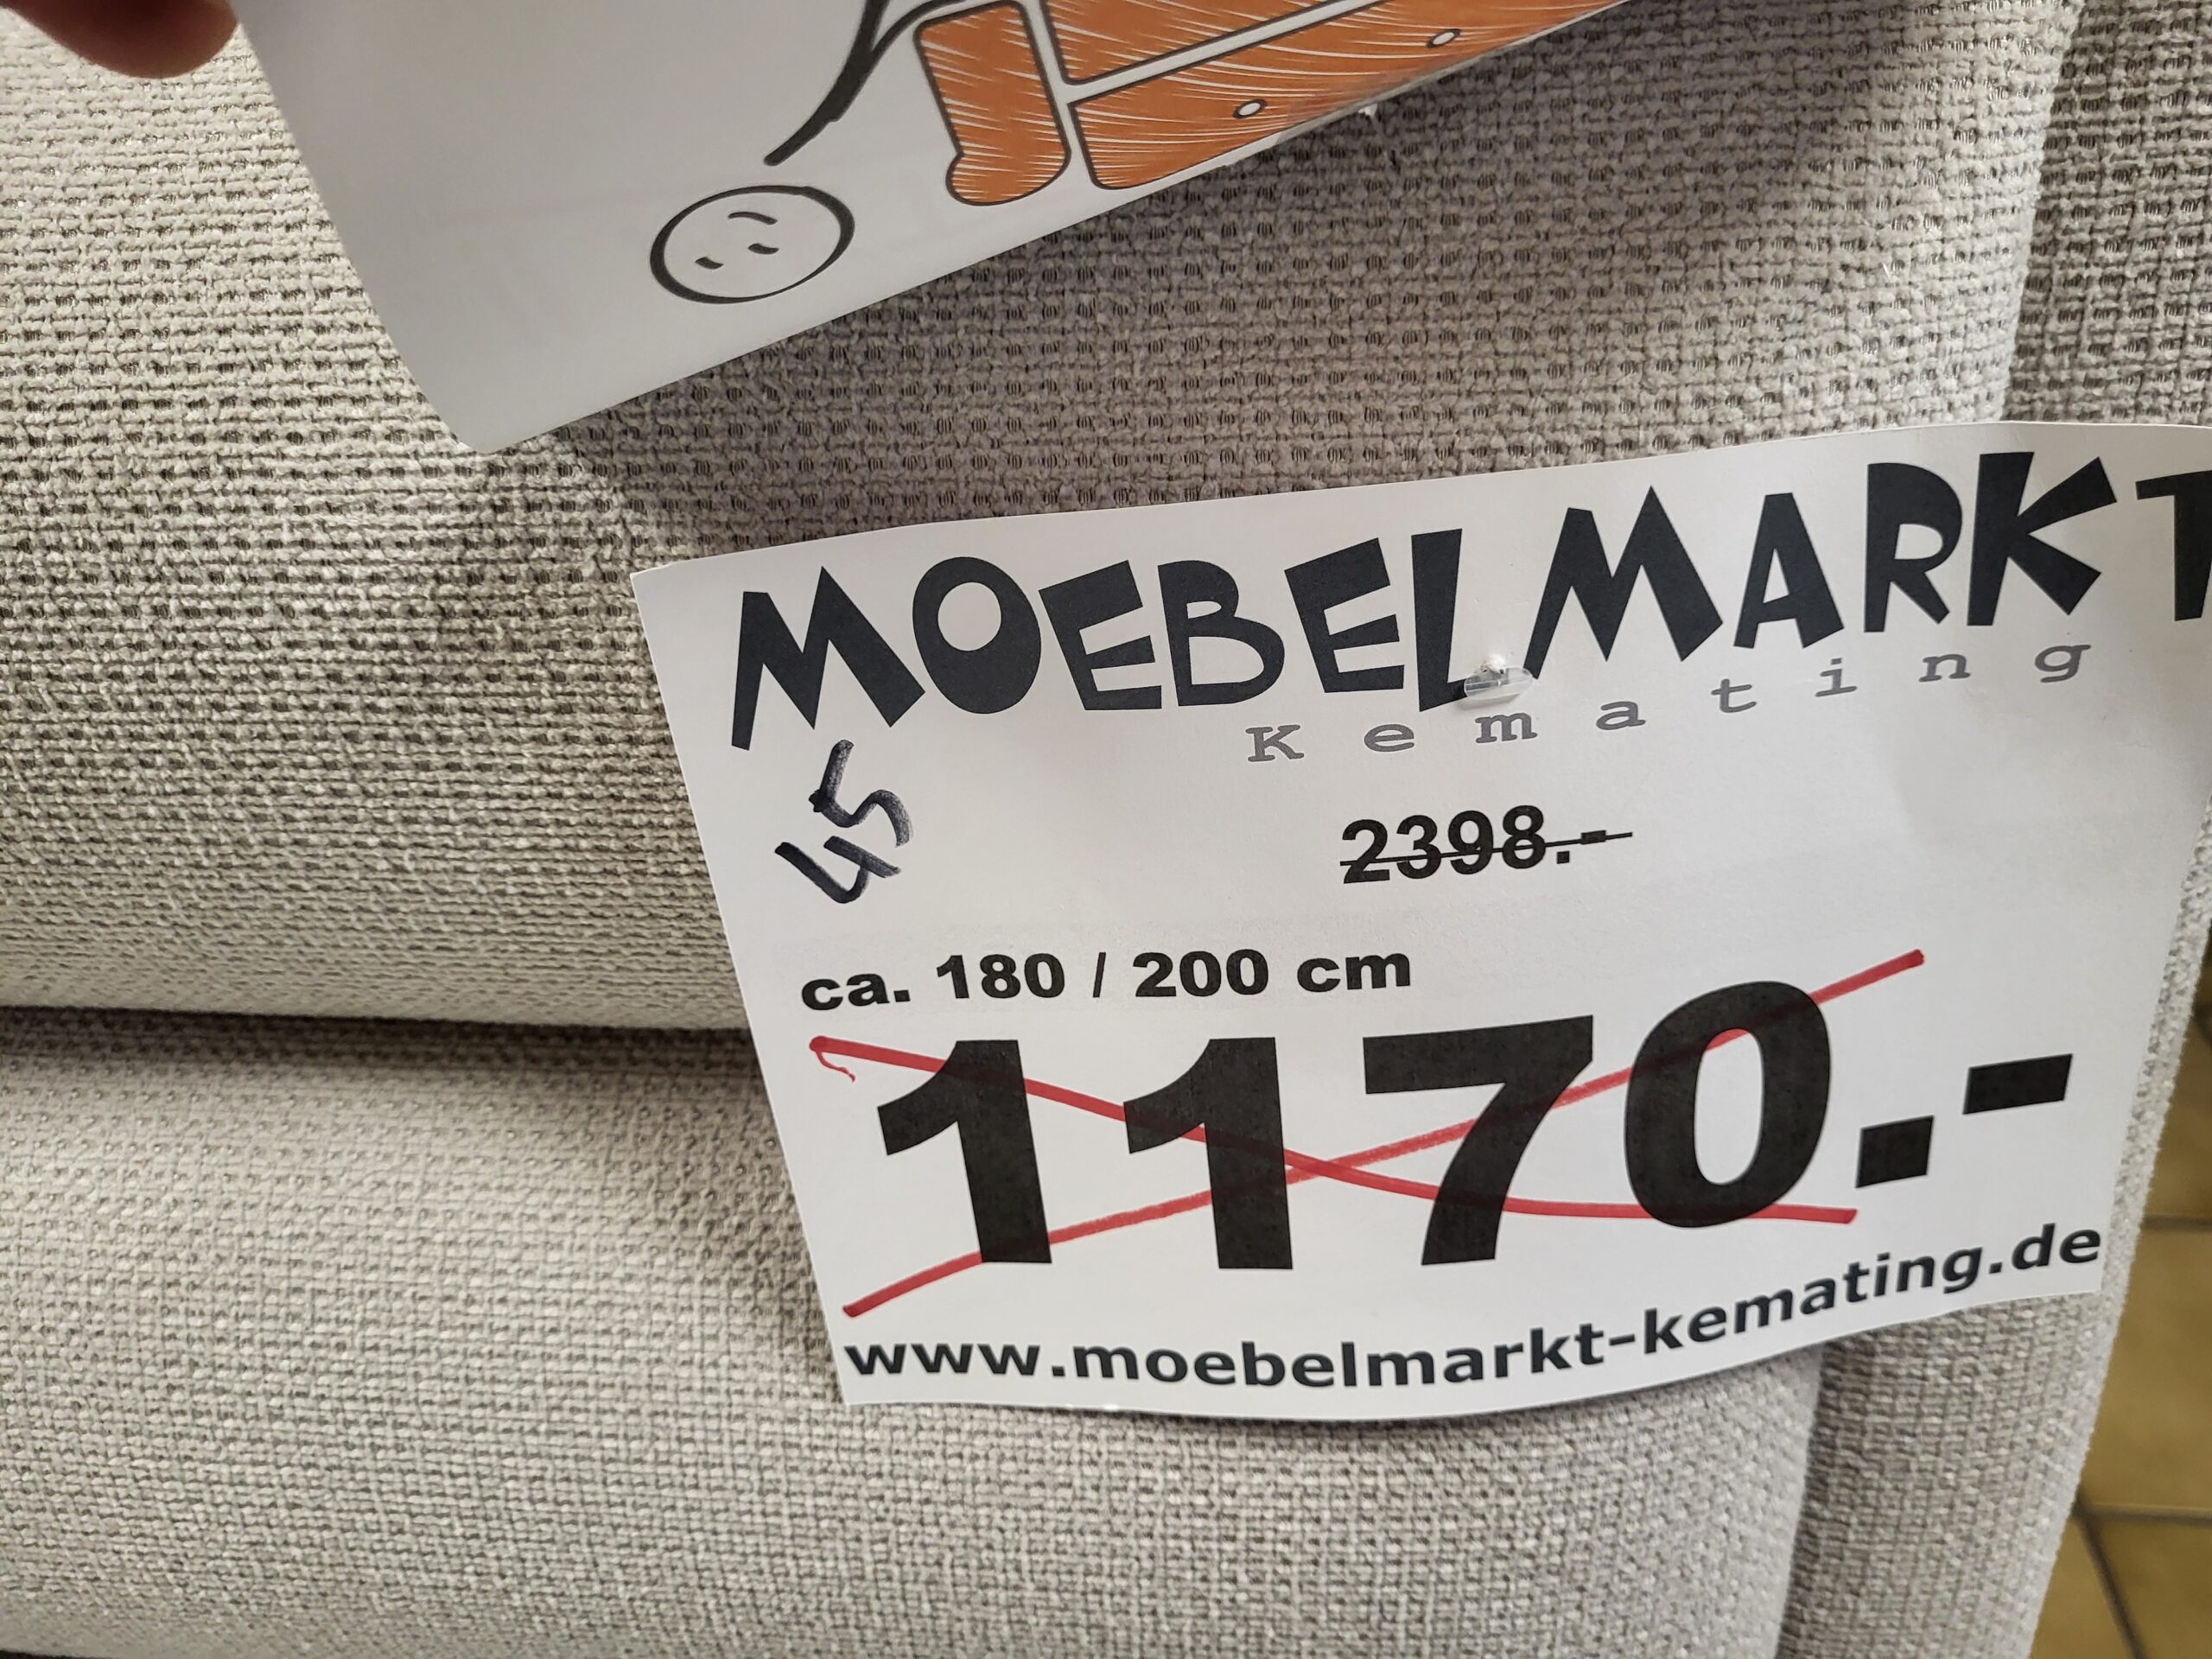 MOEBELMARKT
Kemating
45
2398.-
ca. 180 / 200 cm
1170.-
www.moebelmarkt-kemating.de